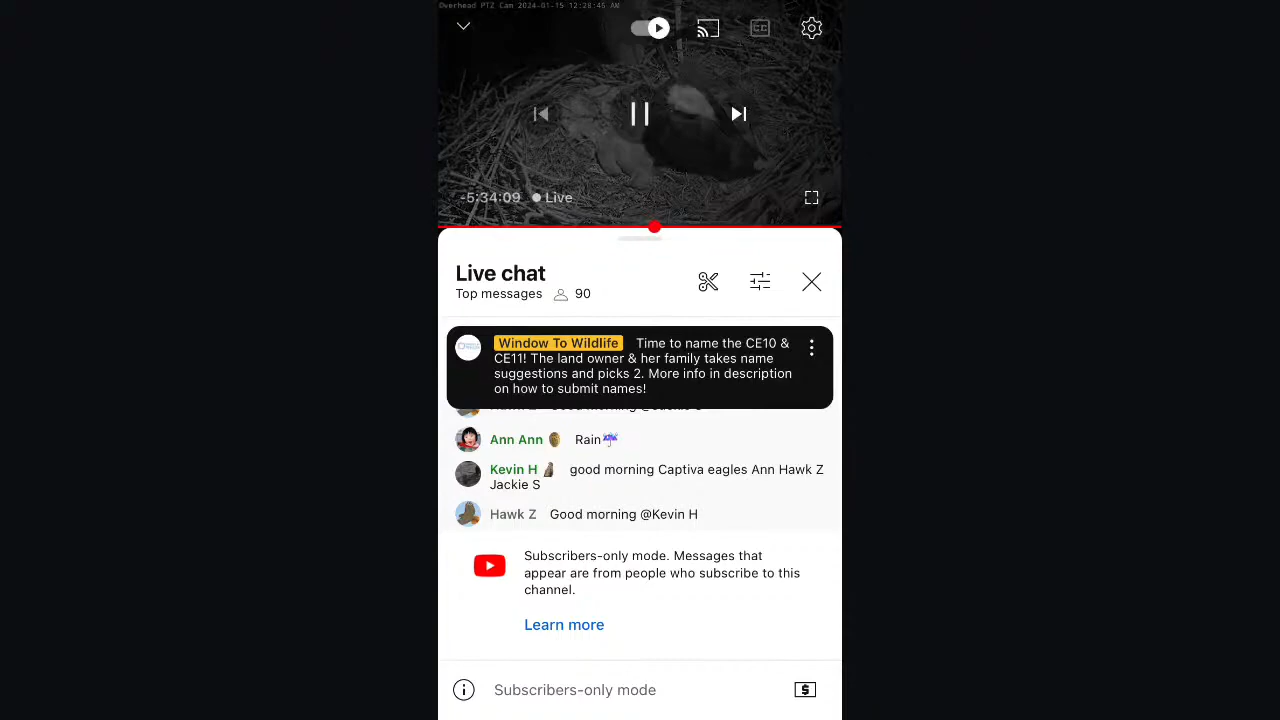 Overhead PTZ Cam 2024-01-15 12:28:45 AM
CC
-5:34:09 Live
Live chat
Top messages 90
Window To Wildlife Time to name the CE10 &
CE11! The land owner & her family takes name
suggestions and picks 2. More info in description
on how to submit names!
Ann Ann Rain
Kevin H good morning Captiva eagles Ann Hawk Z
Jackie S
Hawk Z Good morning @Kevin H
Subscribers-only mode. Messages that
appear are from people who subscribe to this
channel.
Learn more
Subscribers-only mode